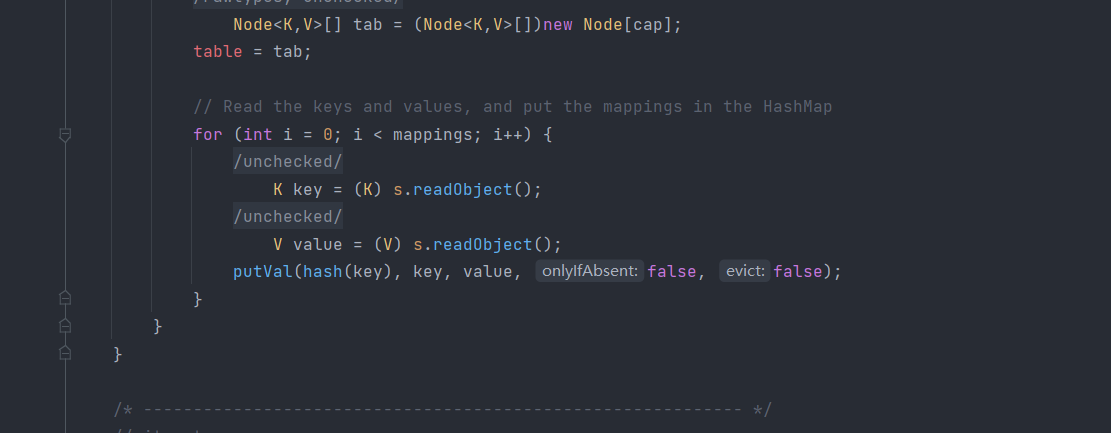 Node<K,V>[] tab = (Node<K,V>[])new Node[cap];
table = tab;
// Read the keys and values, and put the mappings in the HashMap
for (int i = 0; i < mappings; i++) {
/unchecked/
K key = (K) s.readObject();
/unchecked/
V value = (V) s.readObject();
putVal(hash(key), key, value, onlyIfAbsent: false, evict: false);
}
}
}
/* ------------------------------------------------------------ */